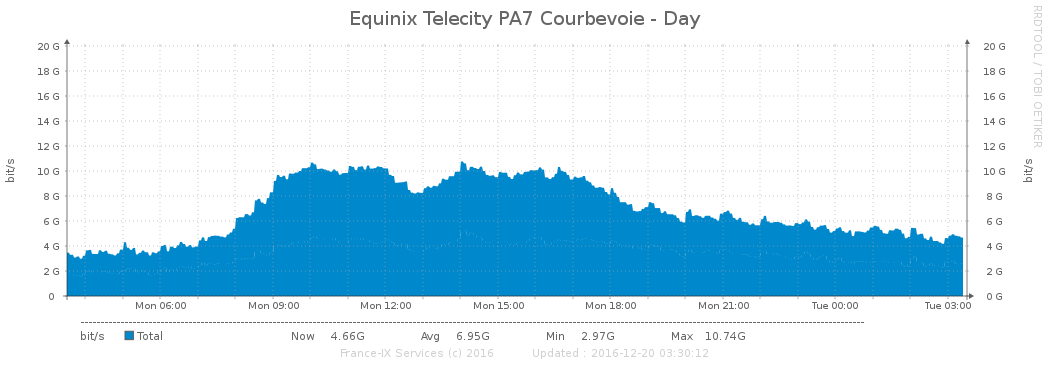 Equinix Telecity PA7 Courbevoie - Day
RRDTOOL / TOBI OETIKER
20 G 20 G
18 G 18 G
16 G 16 G
14 G 14 G
12 G 12 G
10 G 10 G
8 G 8 G
6 G 6 G
4 G 4 G
2 G 2 G
0 0 G
bit/s bit/s
Mon 06:00 Mon 09:00 Mon 12:00 Mon 15:00 Mon 18:00 Mon 21:00 Tue 00:00 Tue 03:00
bit/s Total Now 4.66G Avg 6.95G Min 2.97G Max 10.74G
France-IX Services (c) 2016 Updated : 2016-12-20 03:30:12